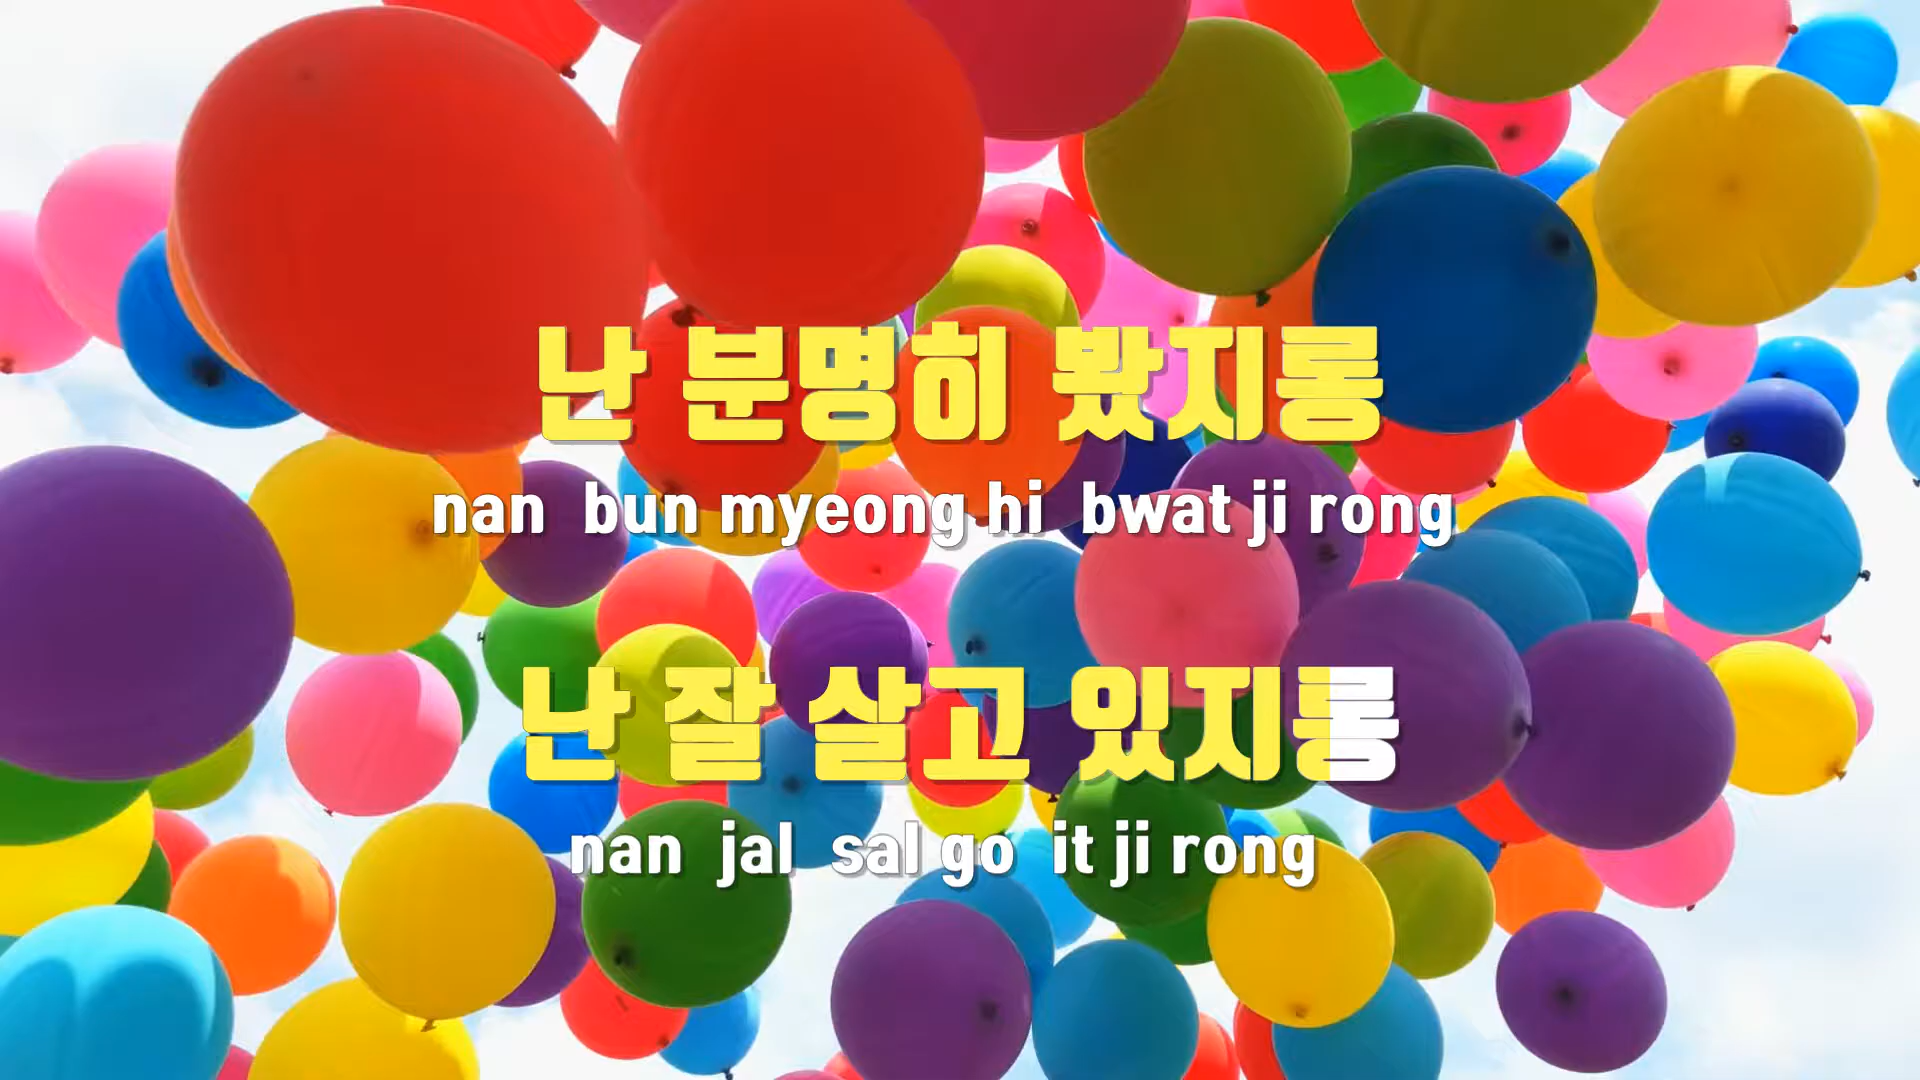 난 분명히 봤지롱
nan bun myeong hi bwat ji rong
난 잘 살고 있지롱
nan jal sal go it ji rong